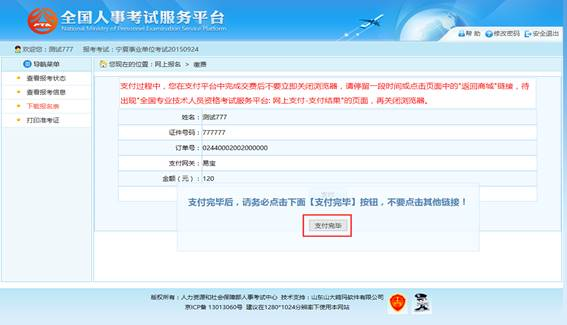 全国人事考试服务平台
National Ministry of Personnel Examination Service Platform
帮助 修改密码 安全退出
欢迎您：测试777 报考考试：宁夏事业单位考试20150924
导航菜单
您现在的位置：网上报名 > 缴费
查看报考状态
查看报考信息
下载报名表
打印准考证
支付过程中，您在支付平台中完成交费后不要立即关闭浏览器，请停留一段时间或点击页面中的"返回商城"链接，待
出现"全国专业技术人员资格考试服务平台: 网上支付-支付结果"的页面，再关闭浏览器。
姓名： 测试777
证件号码： 777777
订单号： 02440002002000000
支付网关： 易宝
金额（元）： 120
支付
支付完毕后，请务必点击下面【支付完毕】按钮，不要点击其他链接！
支付完毕
版权所有：人力资源和社会保障部人事考试中心 技术支持：山东山大鸥玛软件有限公司
京ICP备 13013060号 建议在1280*1024分辨率下使用本网站